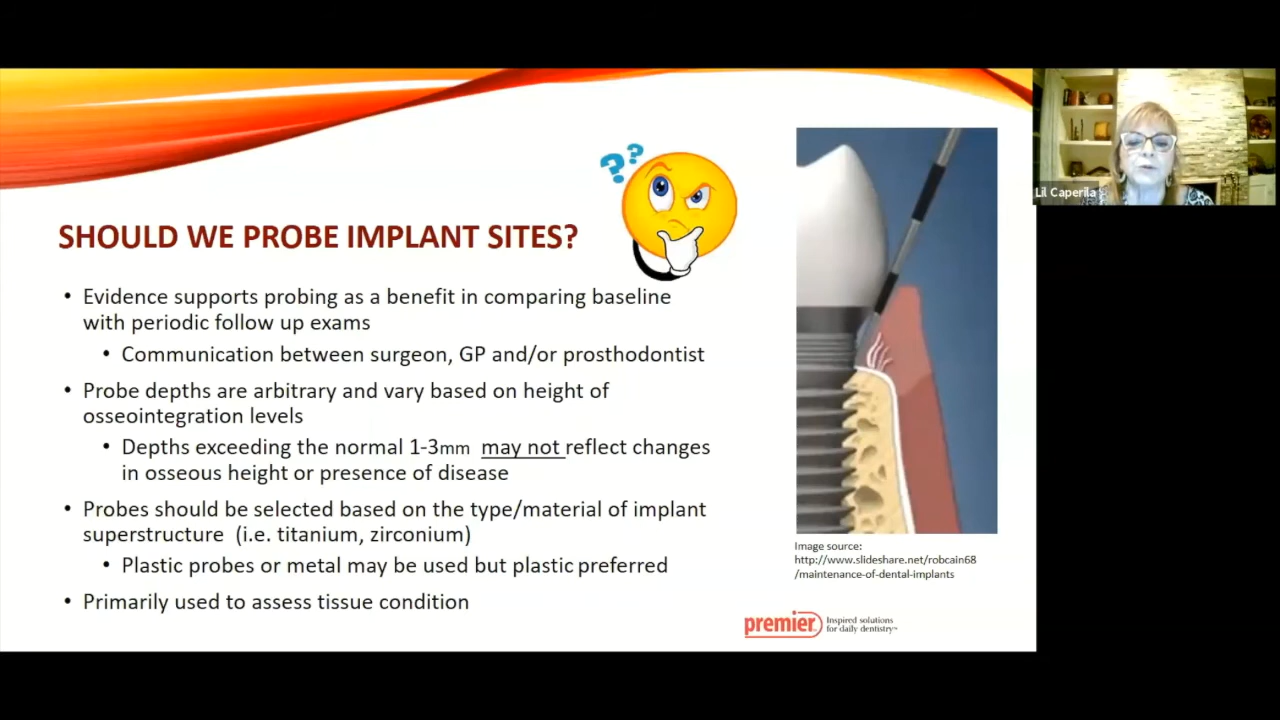 SHOULD WE PROBE IMPLANT SITES?
??
• Evidence supports probing as a benefit in comparing baseline
with periodic follow up exams
• Communication between surgeon, GP and/or prosthodontist
• Probe depths are arbitrary and vary based on height of
osseointegration levels
• Depths exceeding the normal 1-3mm may not reflect changes
in osseous height or presence of disease
• Probes should be selected based on the type/material of implant
superstructure (i.e. titanium, zirconium)
• Plastic probes or metal may be used but plastic preferred
• Primarily used to assess tissue condition
Image source:
http://www.slideshare.net/robcain68
/maintenance-of-dental-implants
premier
Inspired solutions
for daily dentistry™
Lil Caperila